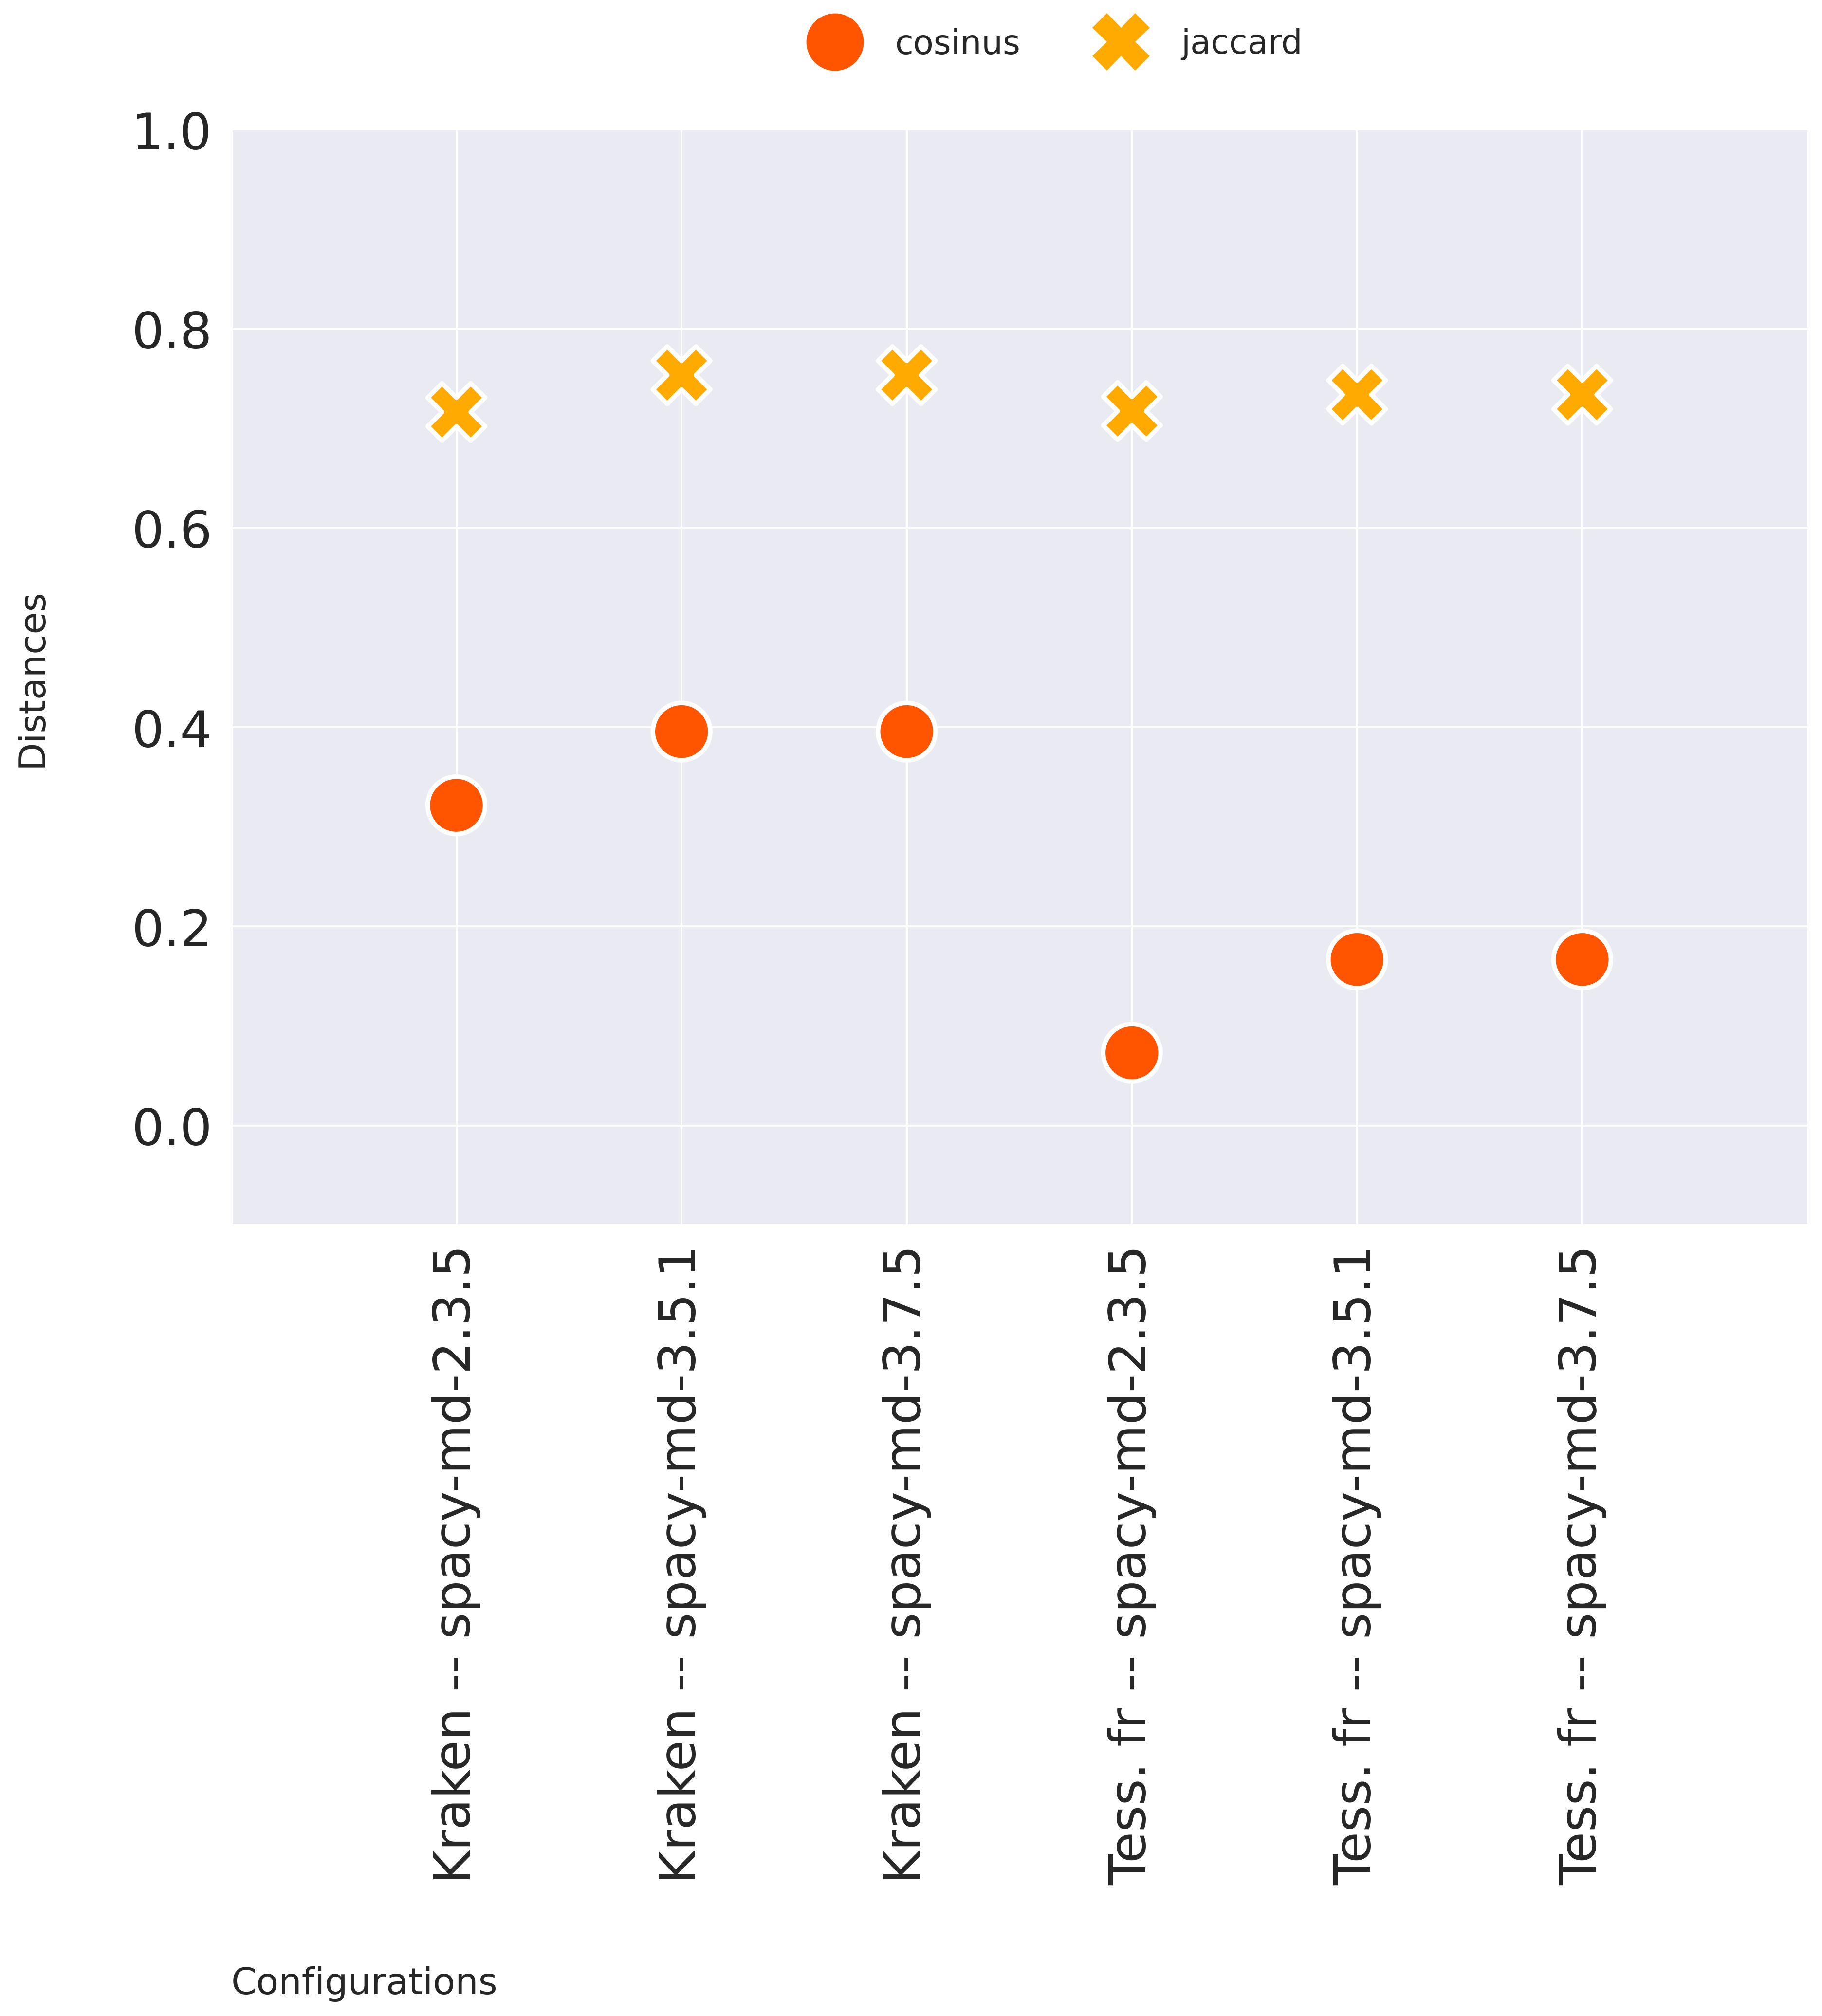 cosinus jaccard
1.0
0.8
0.6
0.4
0.2
0.0
Distances
Kraken -- spacy-md-2.3.5
Kraken -- spacy-md-3.5.1
Kraken -- spacy-md-3.7.5
Tess. fr -- spacy-md-2.3.5
Tess. fr -- spacy-md-3.5.1
Tess. fr -- spacy-md-3.7.5
Configurations